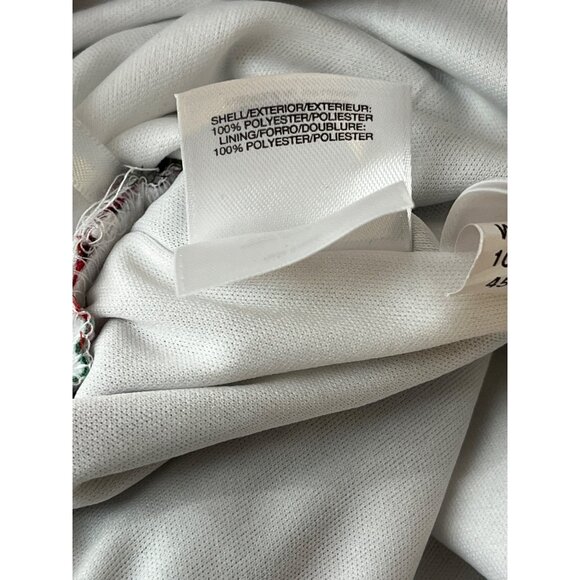 SHELL/EXTERIOR/EXTERIEUR:
100% POLYESTER/POLIESTER
LINING/FORRO/DOUBLURE:
100% POLYESTER/POLIESTER